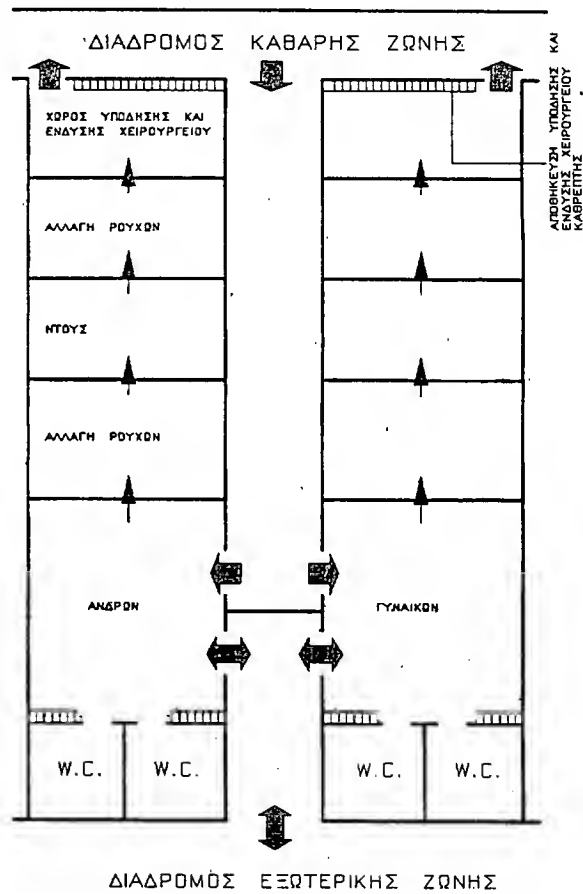 ΔΙΑΔΡΟΜΟΣ ΚΑΘΑΡΗΣ ΖΩΝΗΣ
ΧΩΡΟΣ ΥΠΟΔΗΣΗΣ ΚΑΙ
ΕΝΔΥΣΗΣ ΧΕΙΡΟΥΡΓΕΙΟΥ
ΑΠΟΘΗΚΕΥΣΗ ΥΠΟΔΗΣΗΣ ΚΑΙ
ΕΝΔΥΣΗΣ ΧΕΙΡΟΥΡΓΕΙΟΥ
ΚΑΘΡΕΠΤΗΣ
ΑΛΛΑΓΗ ΡΟΥΧΩΝ
ΝΤΟΥΣ
ΑΛΛΑΓΗ ΡΟΥΧΩΝ
ΑΝΔΡΩΝ
ΓΥΝΑΙΚΩΝ
W.C.
W.C.
W.C.
W.C.
ΔΙΑΔΡΟΜΟΣ ΕΞΩΤΕΡΙΚΗΣ ΖΩΝΗΣ